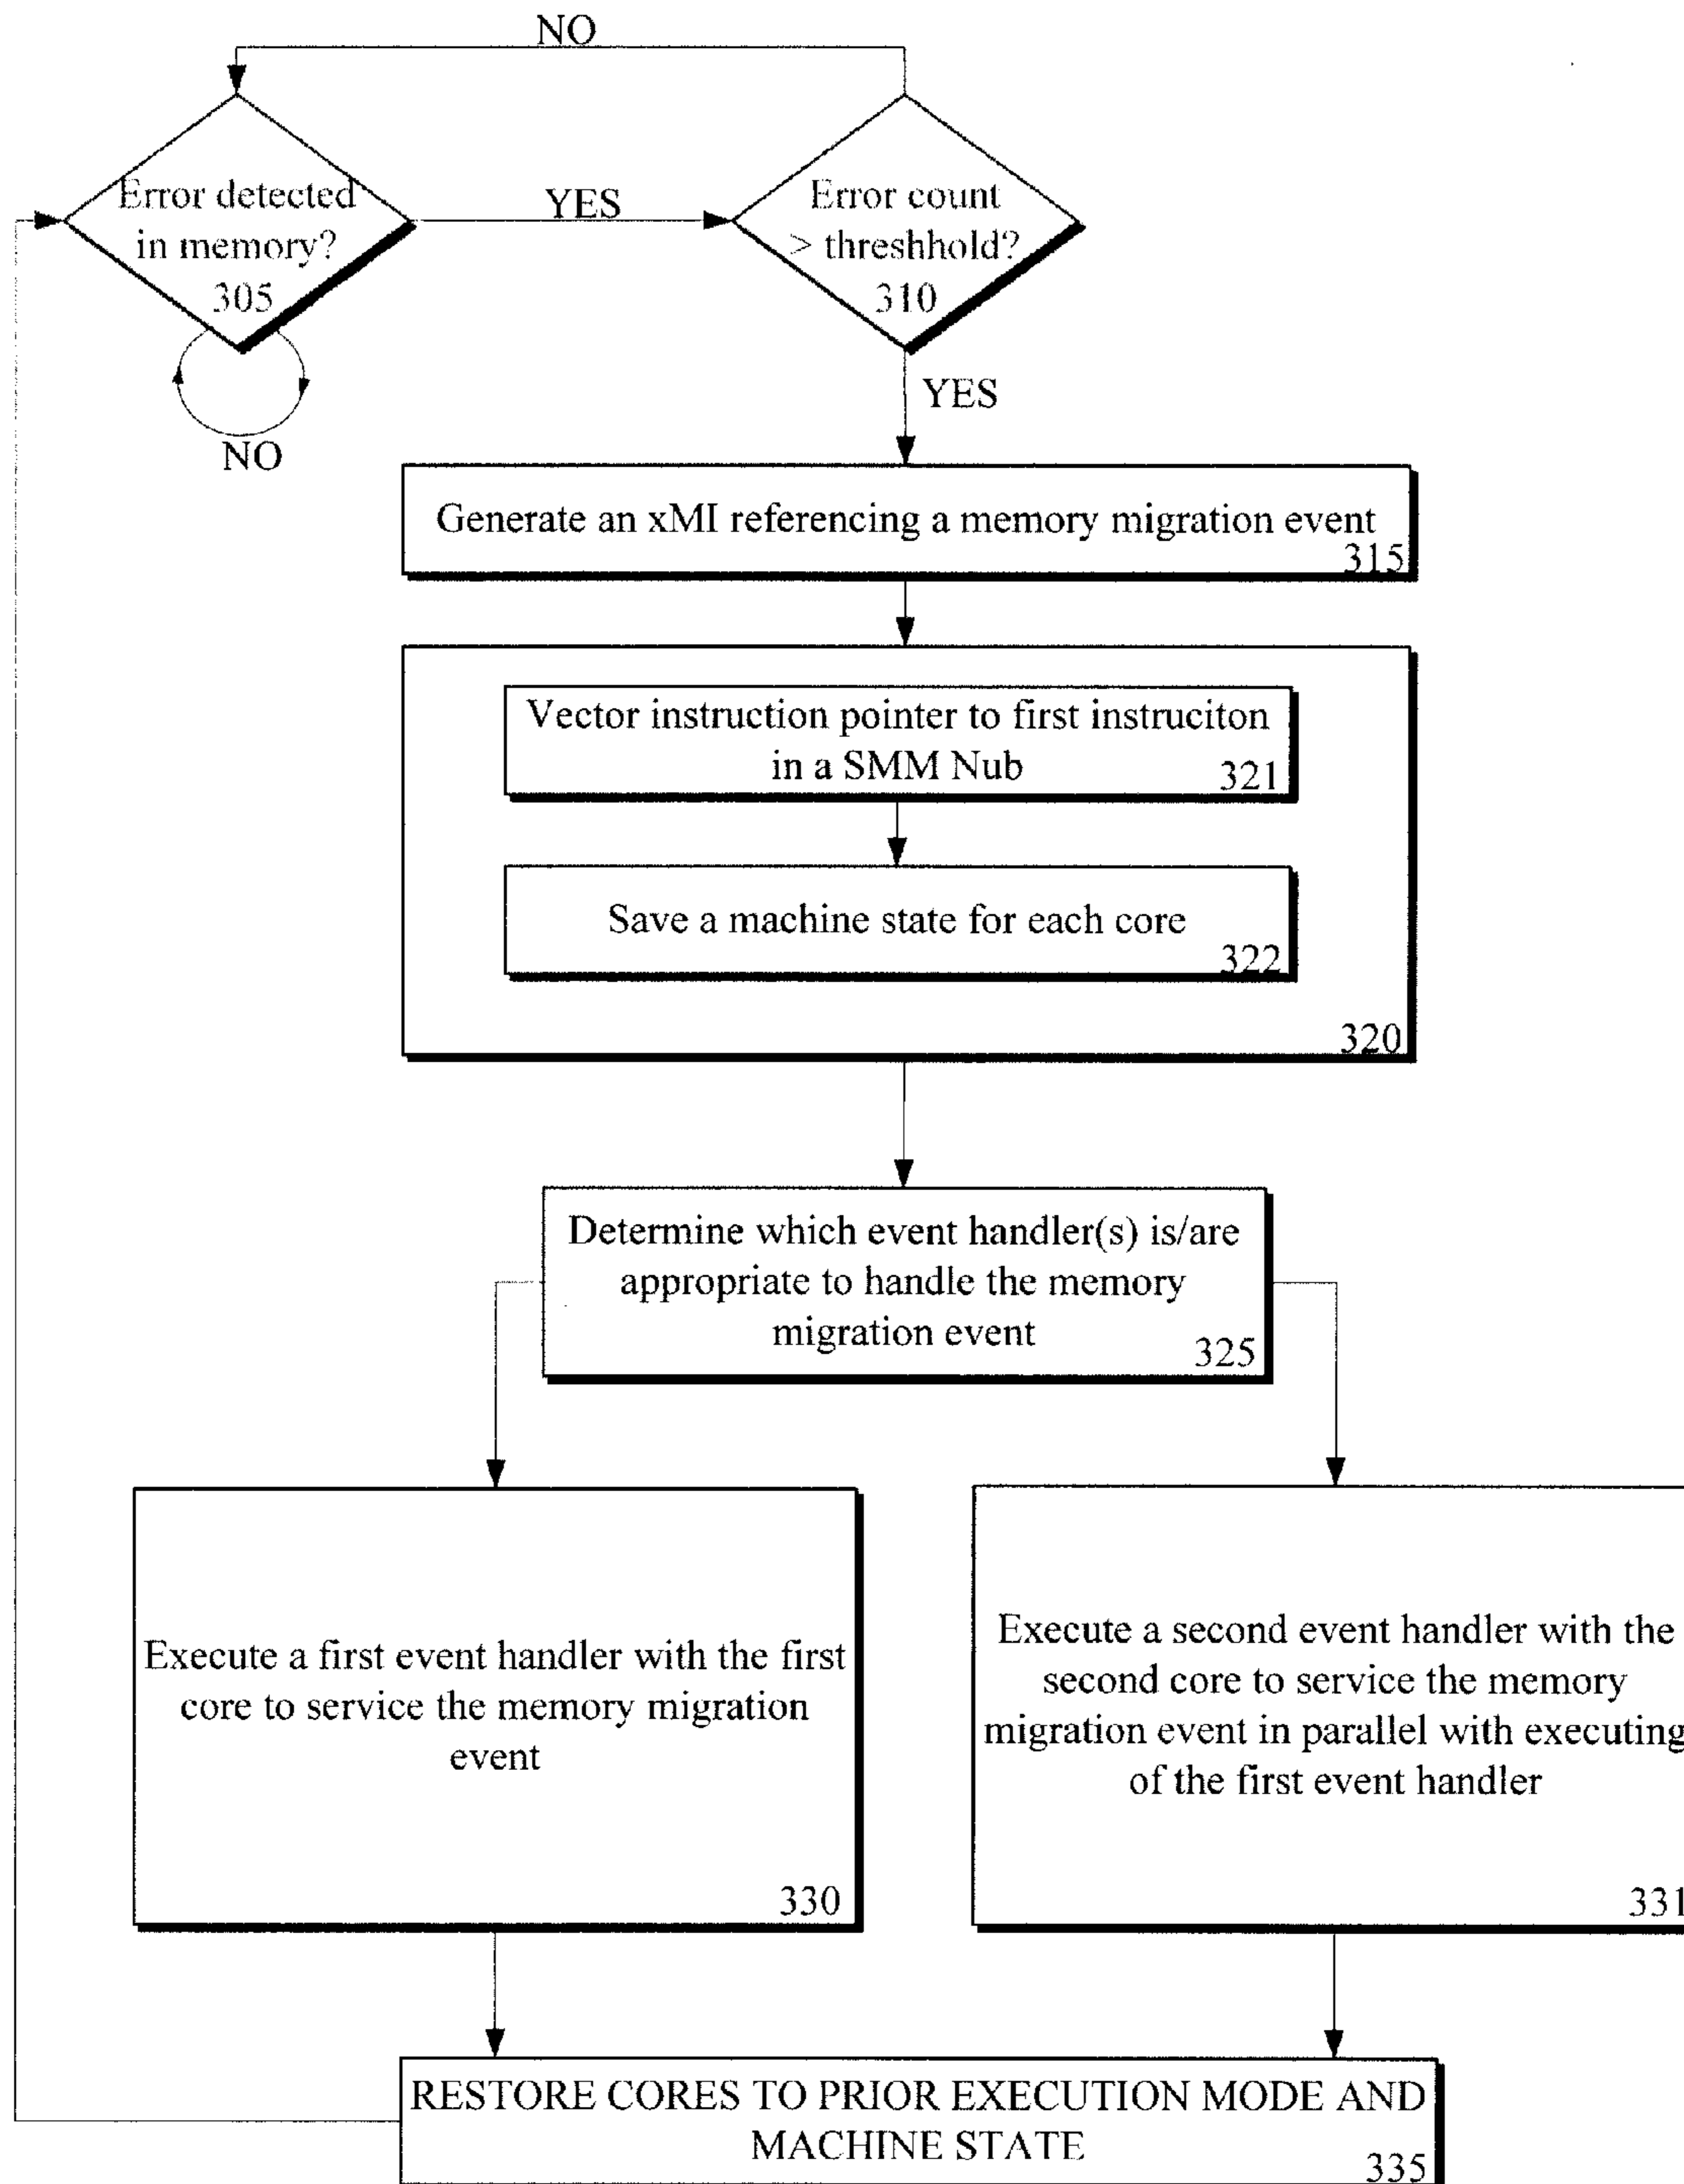 NO
Error detected
in memory?
305
YES
Error count
> threshhold?
310
NO
YES
Generate an xMI referencing a memory migration event
315
Vector instruction pointer to first instruciton
in a SMM Nub
321
Save a machine state for each core
322
320
Determine which event handler(s) is/are
appropriate to handle the memory
migration event
325
Execute a first event handler with the first
core to service the memory migration
event
330
Execute a second event handler with the
second core to service the memory
migration event in parallel with executing
of the first event handler
331
RESTORE CORES TO PRIOR EXECUTION MODE AND
MACHINE STATE
335